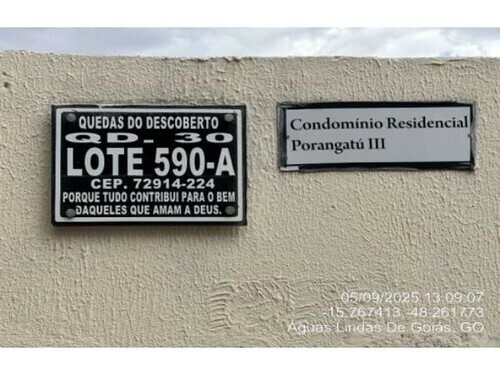 QUEDAS DO DESCOBERTO
QD. 30
LOTE 590-A
CEP. 72914-224
PORQUE TUDO CONTRIBUI PARA O BEM
DAQUELES QUE AMAM A DEUS.
Condomínio Residencial
Porangatú III
05/09/2025 13:09:07
-15.767413 -48.261773
Águas Lindas De Goiás, GO